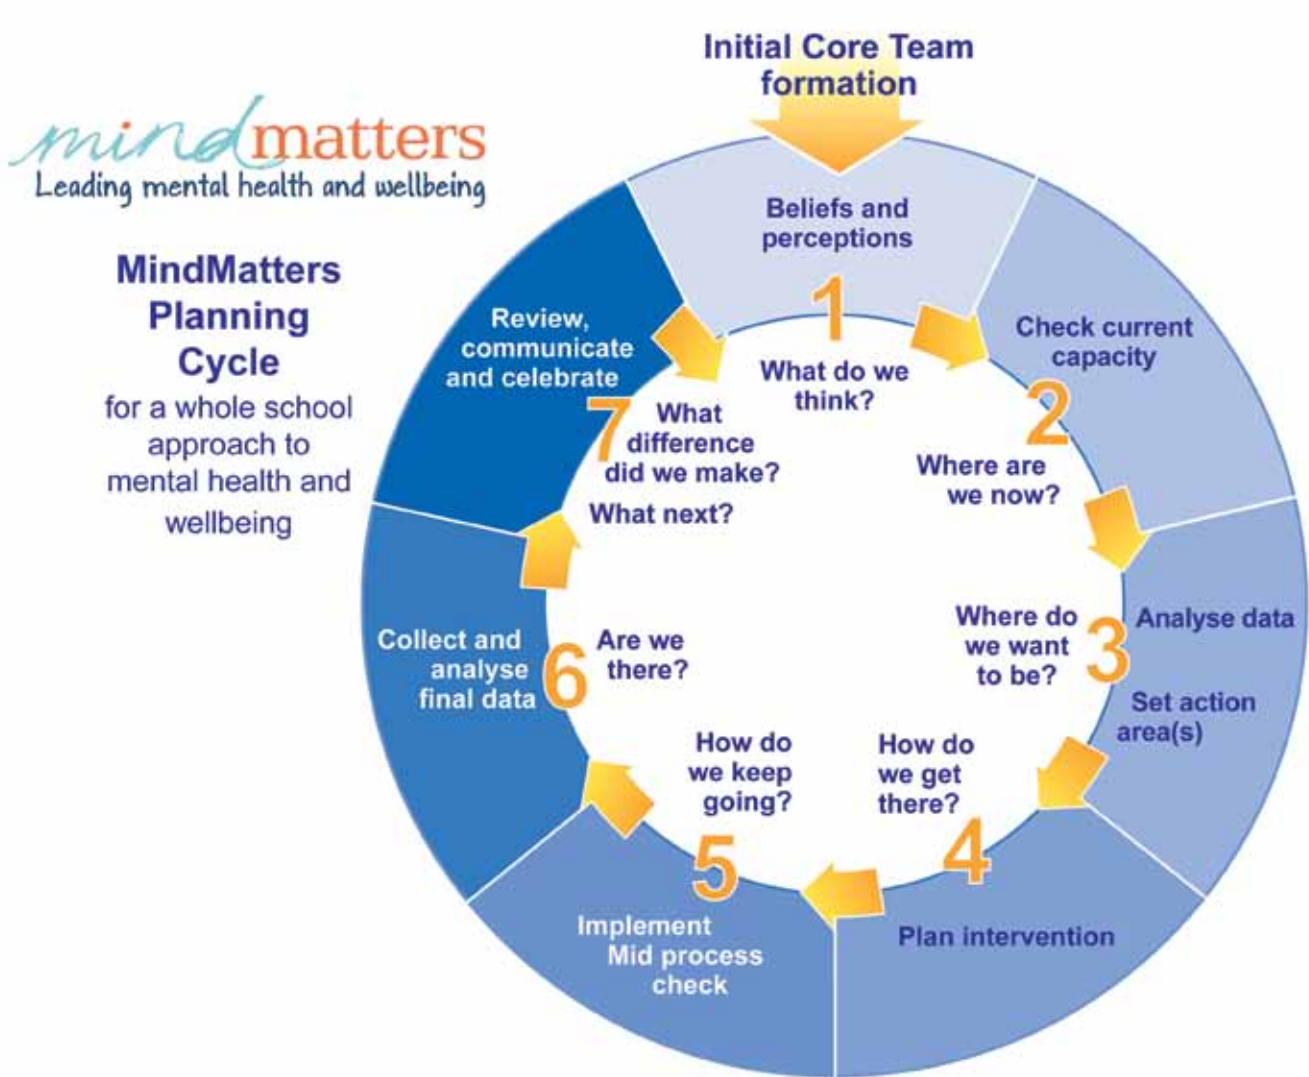 mindmatters
Leading mental health and wellbeing
MindMatters
Planning
Cycle
for a whole school
approach to
mental health and
wellbeing
Initial Core Team
formation
Beliefs and
perceptions
1
What do we
think?
Check current
capacity
2
Where are
we now?
Analyse data
Set action
area(s)
3
Where do
we want
to be?
Plan intervention
4
How do
we get
there?
Implement
Mid process
check
5
How do
we keep
going?
Collect and
analyse
final data
6
Are we
there?
Review,
communicate
and celebrate
7
What
difference
did we make?
What next?